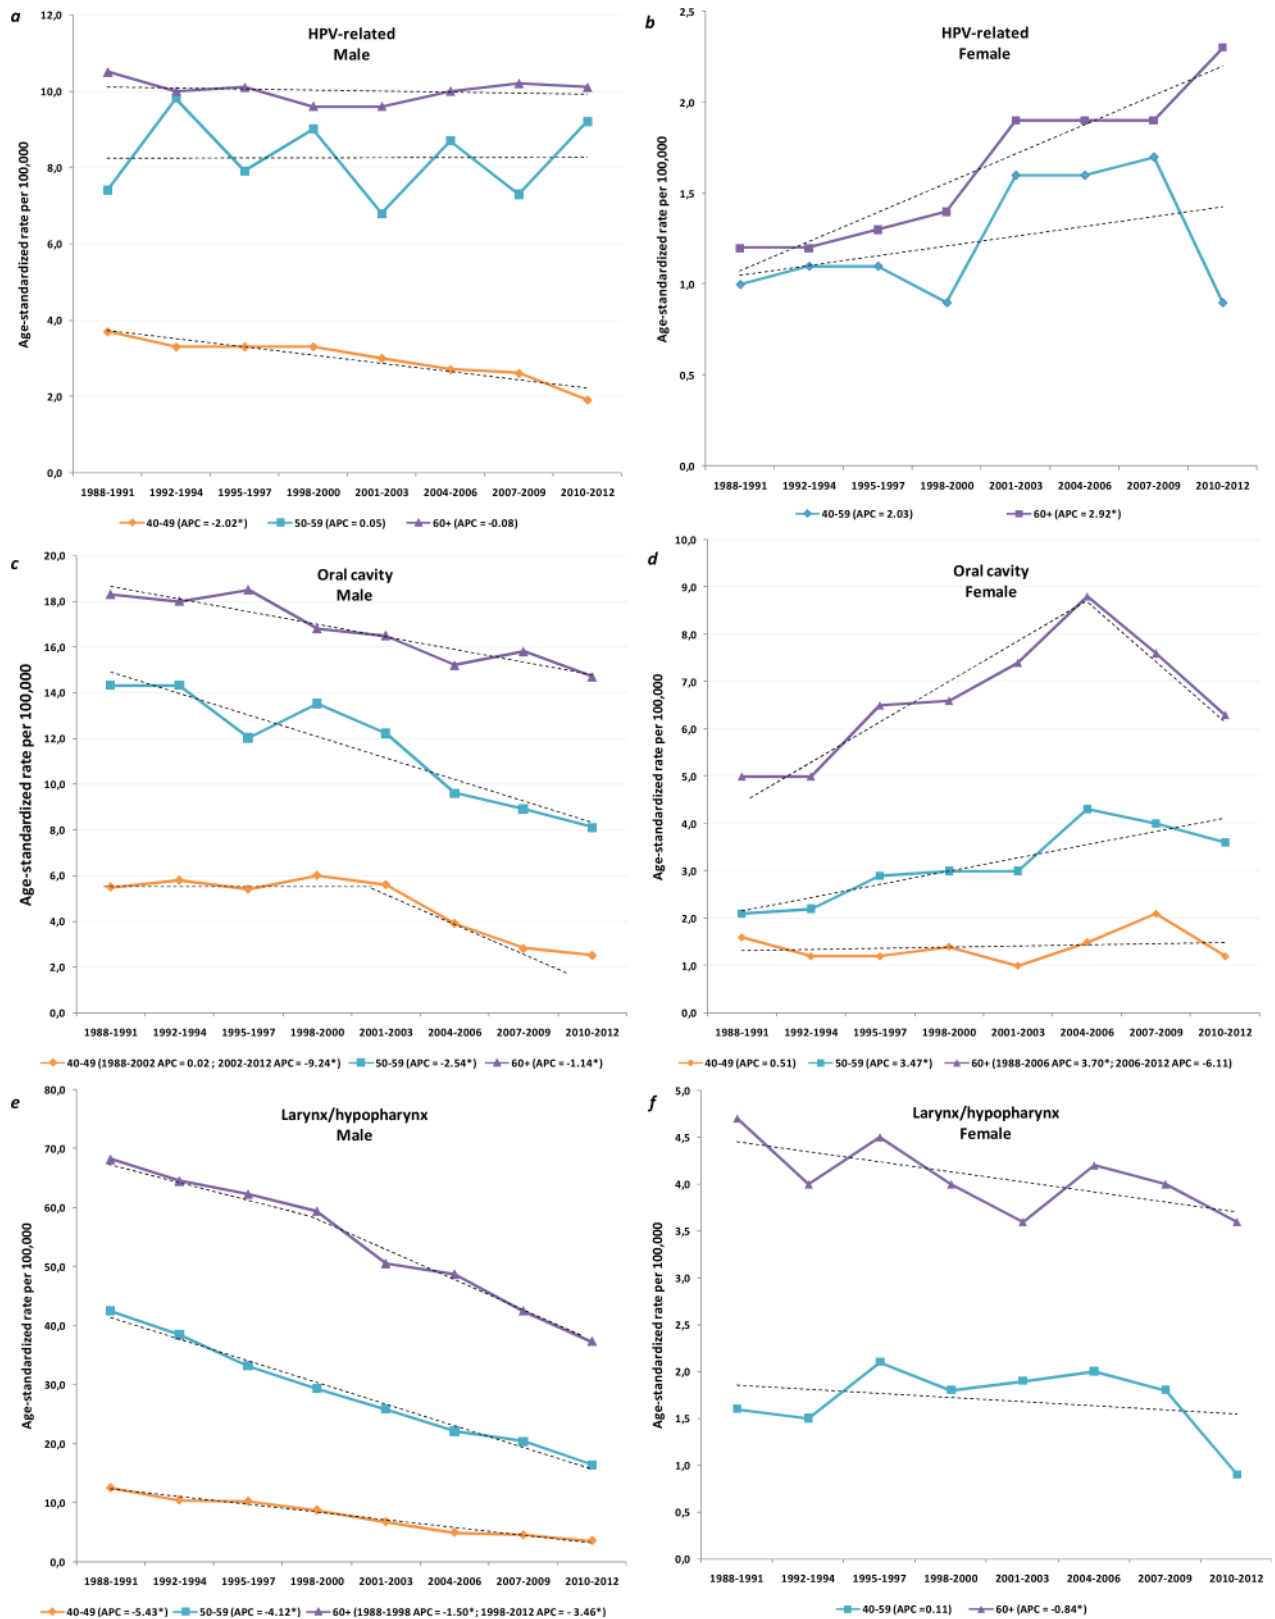 a
HPV-related
Male
Age-standardized rate per 100,000
12,0
10,0
8,0
6,0
4,0
2,0
0,0
1988-1991 1992-1994 1995-1997 1998-2000 2001-2003 2004-2006 2007-2009 2010-2012
40-49 (APC = -2.02*) 50-59 (APC = 0.05) 60+ (APC = -0.08)
b
HPV-related
Female
Age-standardized rate per 100,000
2,5
2,0
1,5
1,0
0,5
0,0
1988-1991 1992-1994 1995-1997 1998-2000 2001-2003 2004-2006 2007-2009 2010-2012
40-59 (APC = 2.03) 60+ (APC = 2.92*)
c
Oral cavity
Male
Age-standardized rate per 100,000
20,0
18,0
16,0
14,0
12,0
10,0
8,0
6,0
4,0
2,0
0,0
1988-1991 1992-1994 1995-1997 1998-2000 2001-2003 2004-2006 2007-2009 2010-2012
40-49 (1988-2002 APC = 0.02 ; 2002-2012 APC = -9.24*) 50-59 (APC = -2.54*) 60+ (APC = -1.14*)
d
Oral cavity
Female
Age-standardized rate per 100,000
10,0
9,0
8,0
7,0
6,0
5,0
4,0
3,0
2,0
1,0
0,0
1988-1991 1992-1994 1995-1997 1998-2000 2001-2003 2004-2006 2007-2009 2010-2012
40-49 (APC = 0.51) 50-59 (APC = 3.47*) 60+ (1988-2006 APC = 3.70*; 2006-2012 APC = -6.11)
e
Larynx/hypopharynx
Male
Age-standardized rate per 100,000
80,0
70,0
60,0
50,0
40,0
30,0
20,0
10,0
0,0
1988-1991 1992-1994 1995-1997 1998-2000 2001-2003 2004-2006 2007-2009 2010-2012
40-49 (APC = -5.43*) 50-59 (APC = -4.12*) 60+ (1988-1998 APC = -1.50*; 1998-2012 APC = - 3.46*)
f
Larynx/hypopharynx
Female
Age-standardized rate per 100,000
5,0
4,5
4,0
3,5
3,0
2,5
2,0
1,5
1,0
0,5
0,0
1988-1991 1992-1994 1995-1997 1998-2000 2001-2003 2004-2006 2007-2009 2010-2012
40-59 (APC =0.11) 60+ (APC = -0.84*)